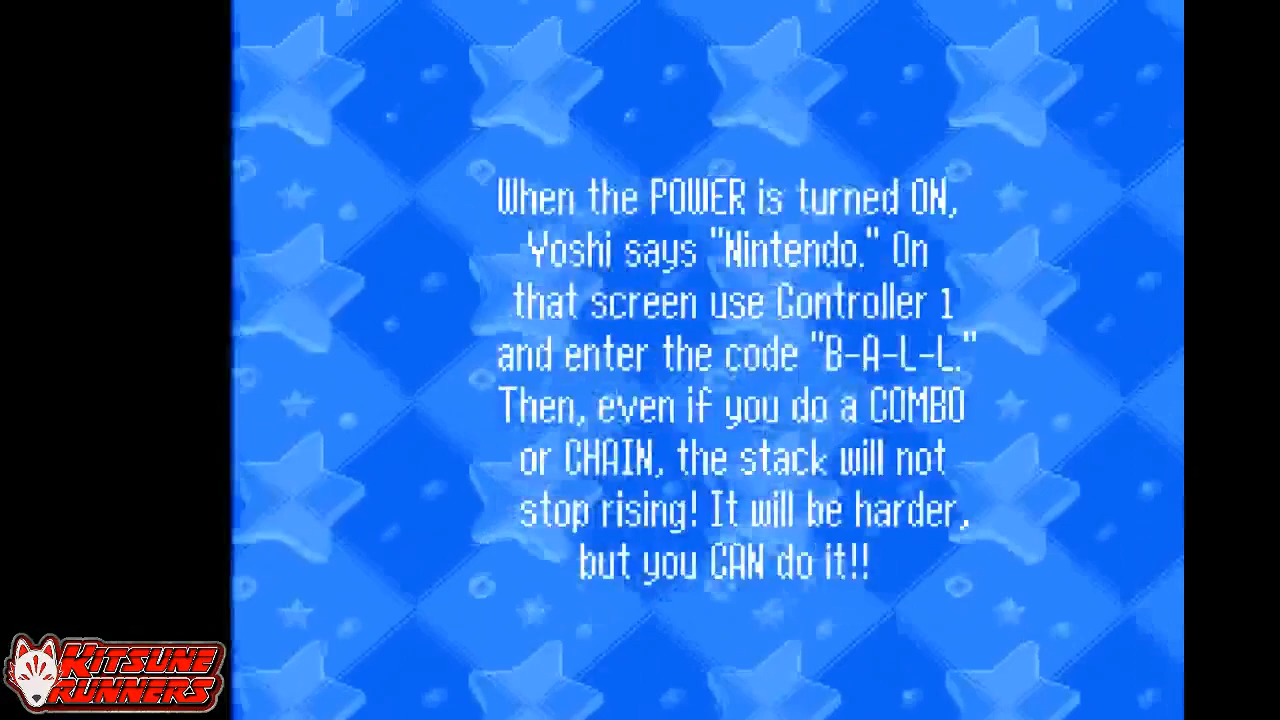 When the POWER is turned ON,
Yoshi says "Nintendo." On
that screen use Controller 1
and enter the code "B-A-L-L."
Then, even if you do a COMBO
or CHAIN, the stack will not
stop rising! It will be harder,
but you CAN do it!!
KITSUNE
RUNNERS